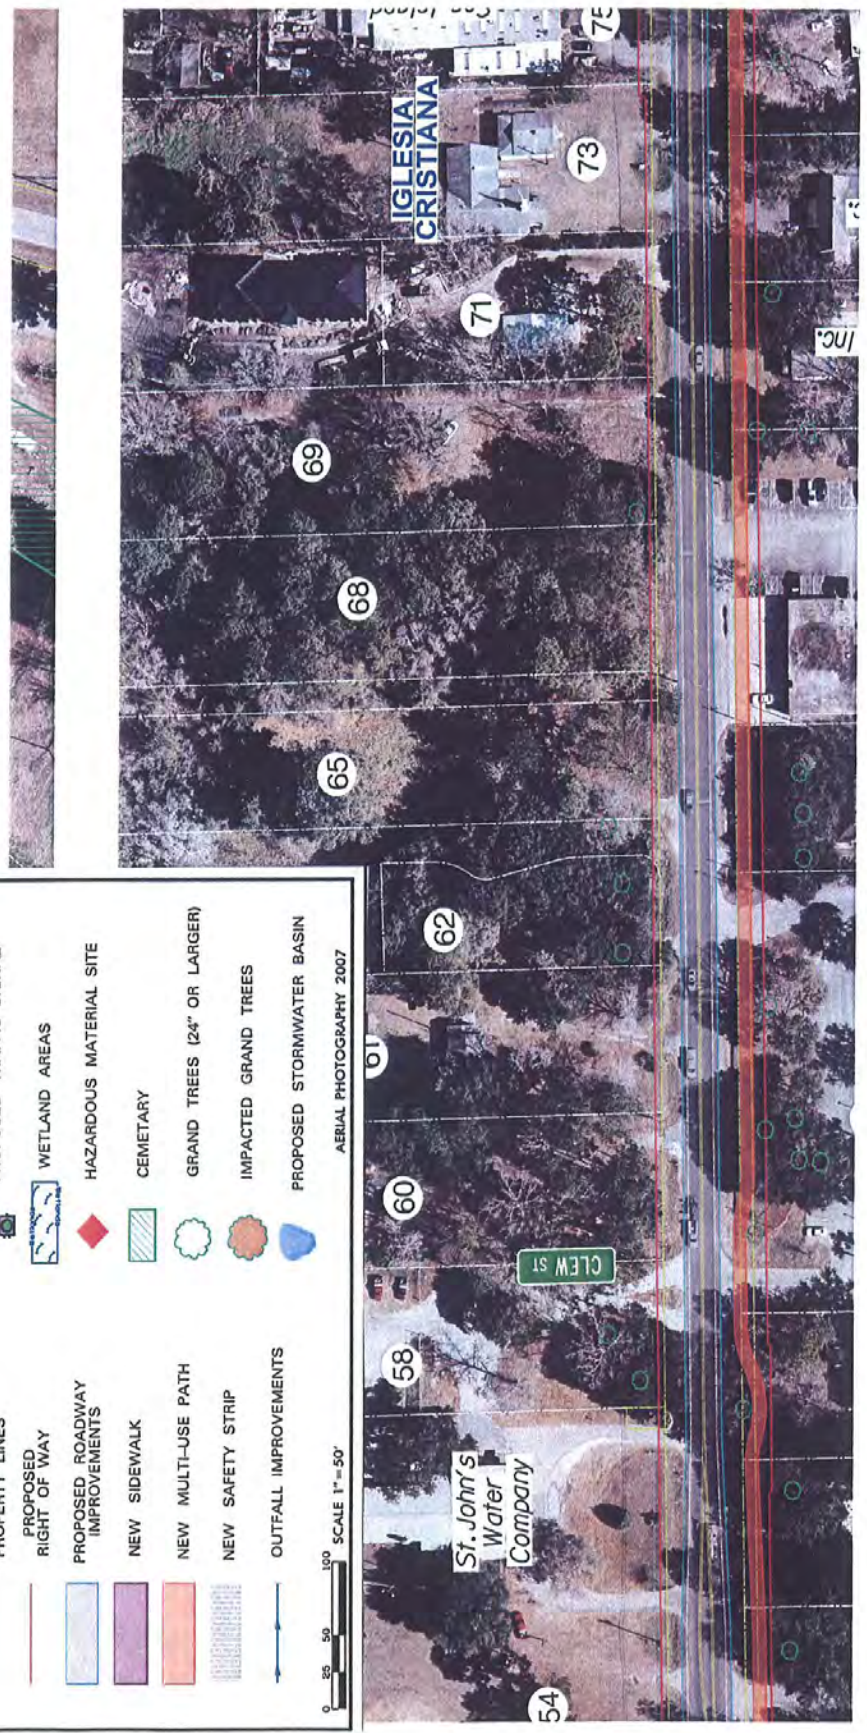 PROPERTY LINES
PROPOSED
RIGHT OF WAY
PROPOSED ROADWAY
IMPROVEMENTS
NEW SIDEWALK
NEW MULTI-USE PATH
NEW SAFETY STRIP
OUTFALL IMPROVEMENTS
WETLAND AREAS
HAZARDOUS MATERIAL SITE
CEMETARY
GRAND TREES (24" OR LARGER)
IMPACTED GRAND TREES
PROPOSED STORMWATER BASIN
0 25 50 100 SCALE 1"=50'
AERIAL PHOTOGRAPHY 2007
54
St. John's
Water
Company
58
CLEW ST
60
61
62
65
68
69
71
IGLESIA
CRISTIANA
73
75
Sea Island
Inc.